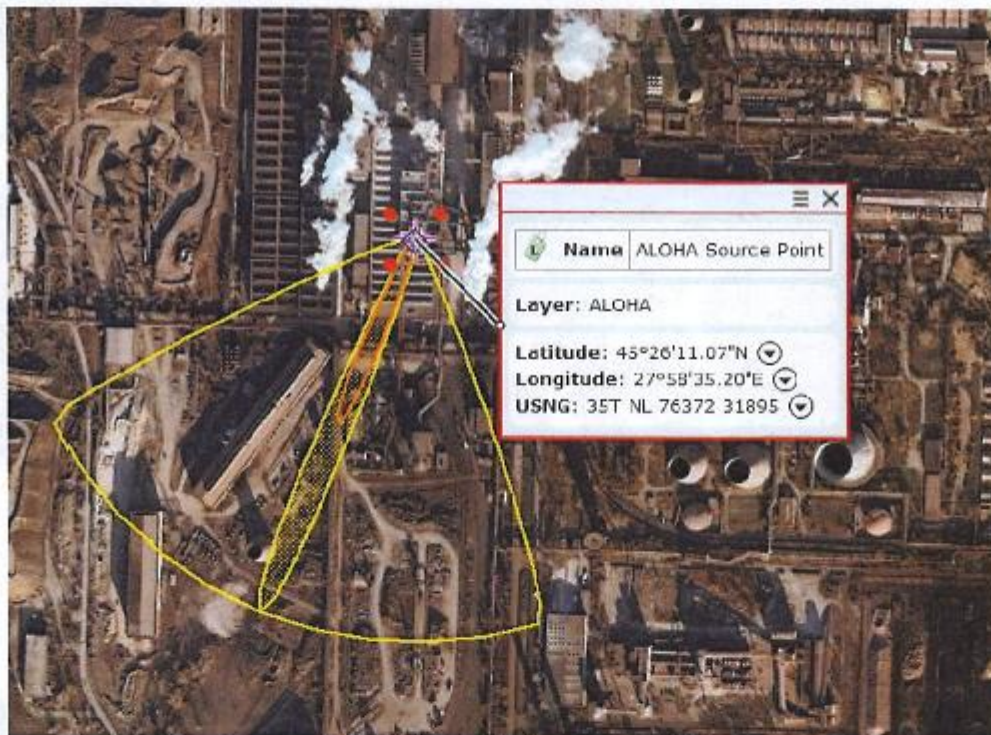 Name ALOHA Source Point
Layer: ALOHA
Latitude: 45°26'11.07"N
Longitude: 27°58'35.20"E
USNG: 35T NL 76372 31895